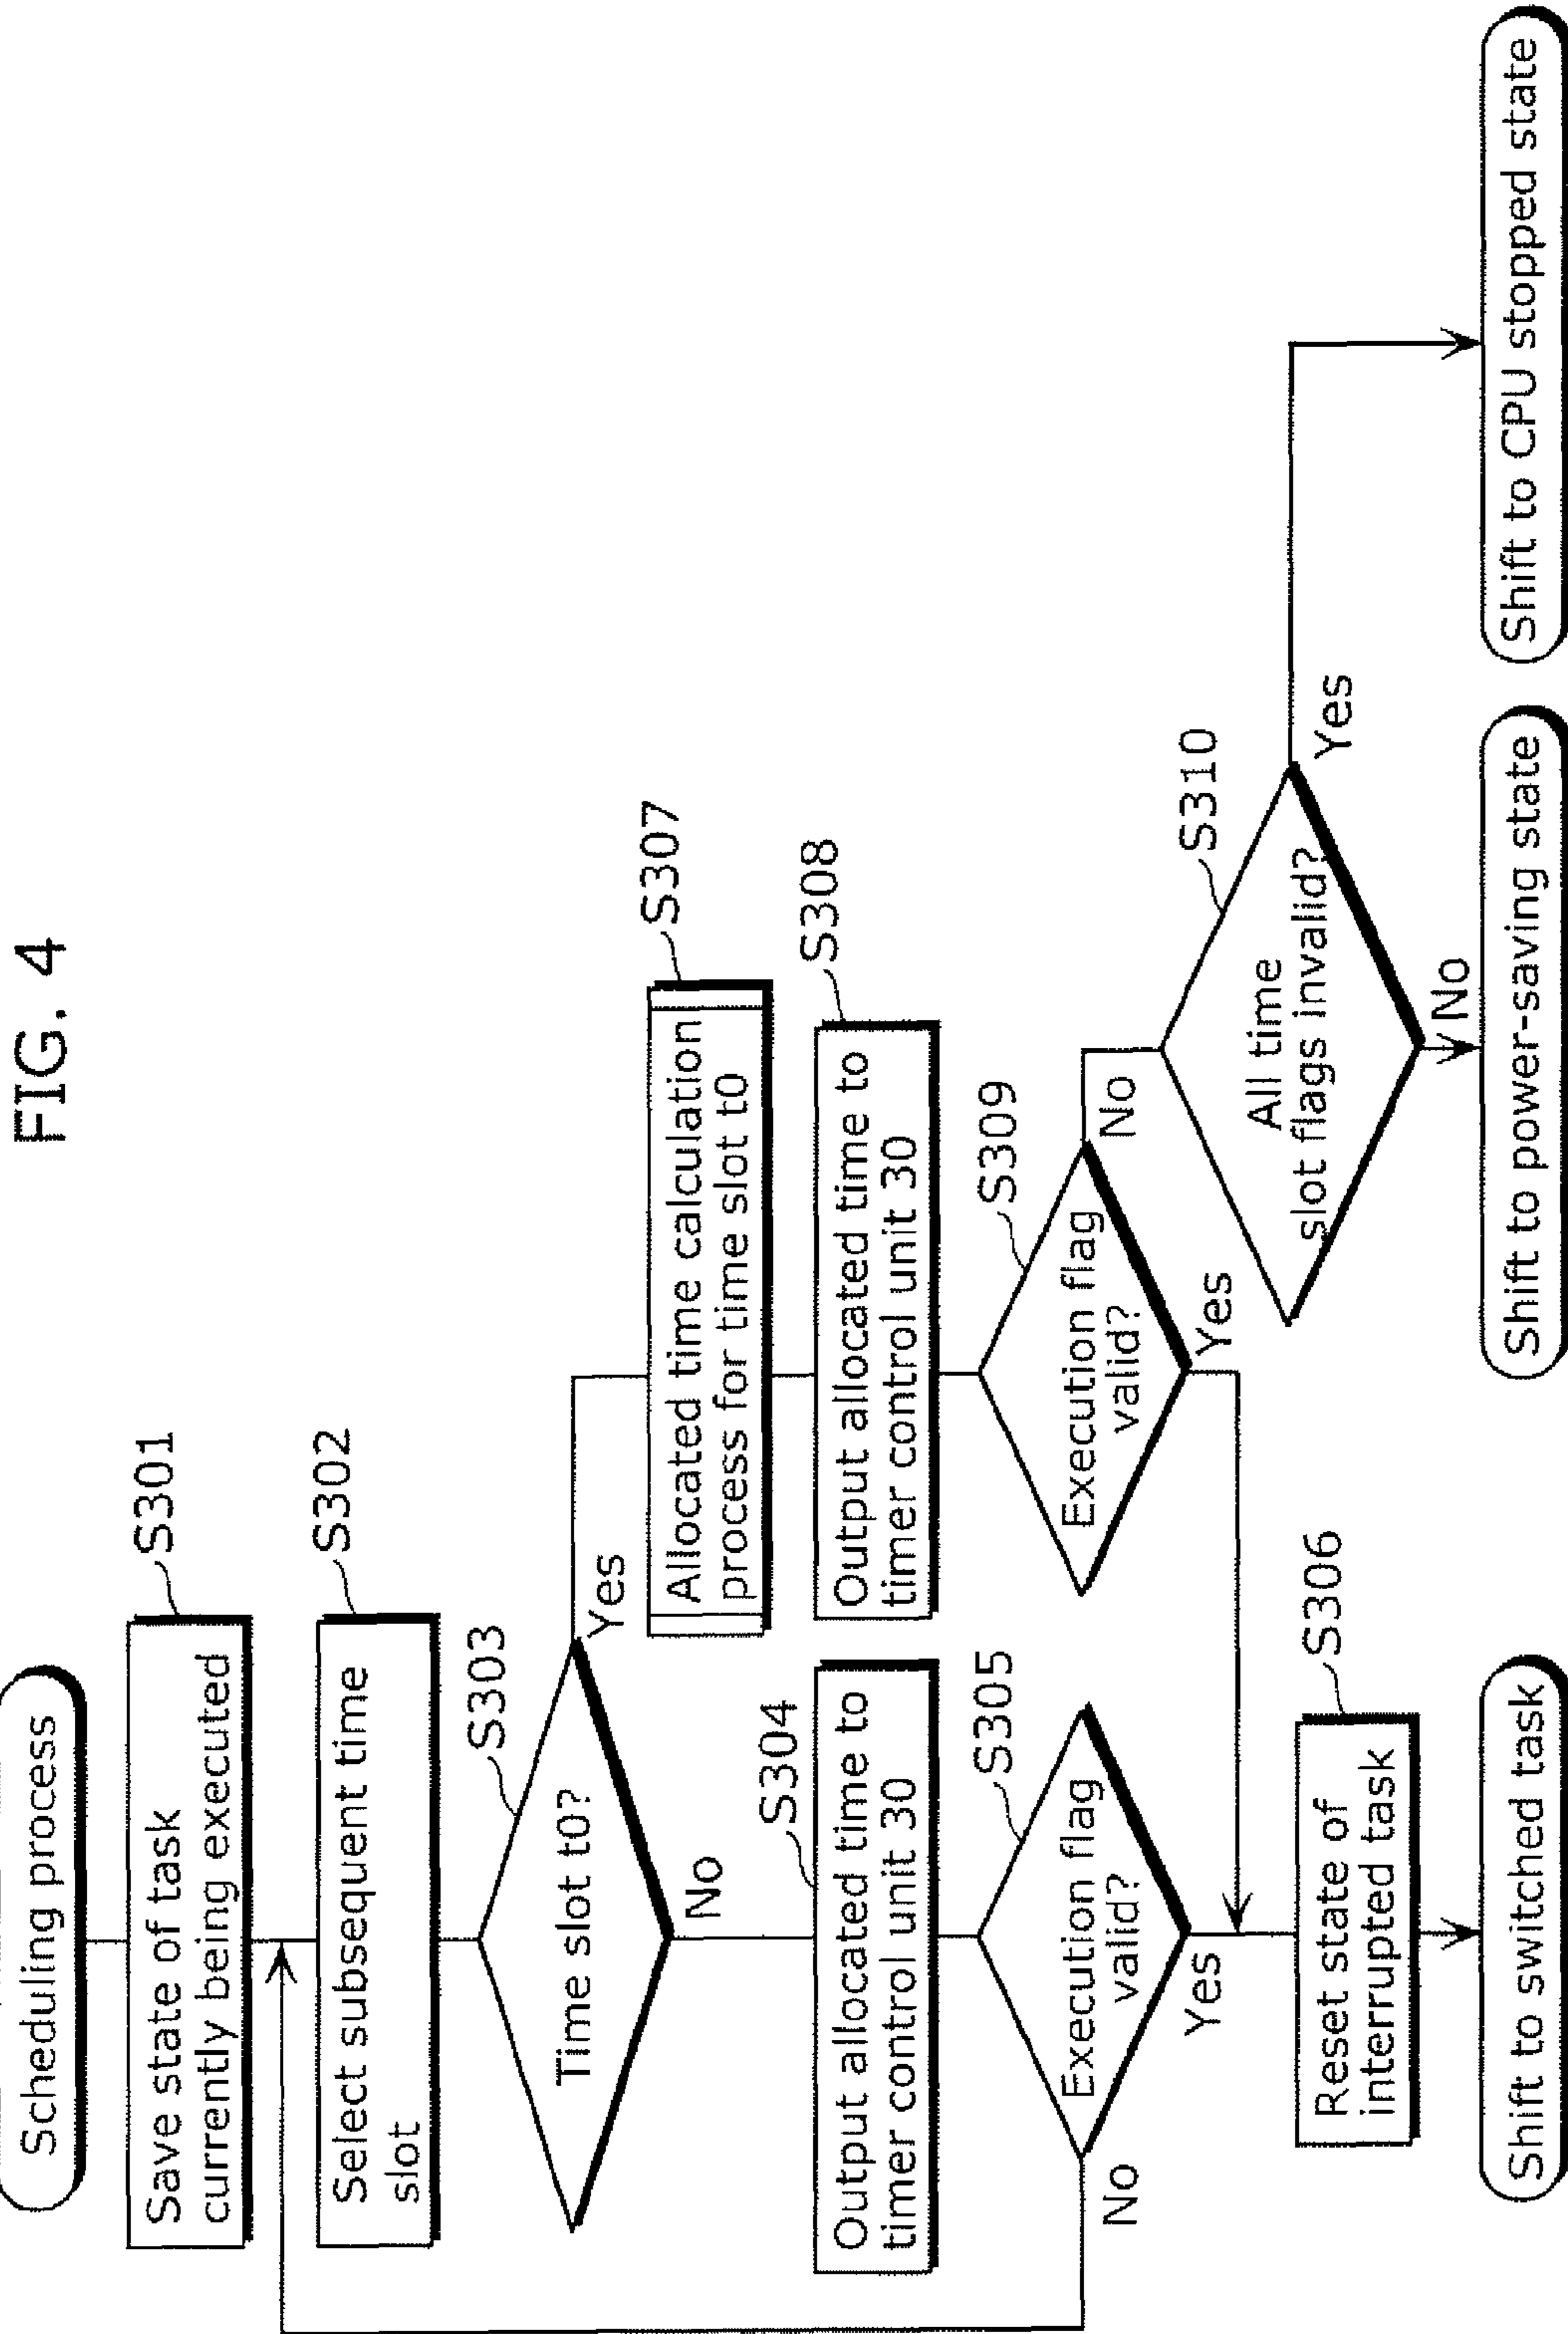 FIG. 4
Scheduling process
S301
Save state of task
currently being executed
S302
Select subsequent time
slot
S303
Time slot t0?
Yes
No
S304
Output allocated time to
timer control unit 30
S305
Execution flag
valid?
No
Yes
S306
Reset state of
interrupted task
Shift to switched task
S307
Allocated time calculation
process for time slot t0
S308
Output allocated time to
timer control unit 30
S309
Execution flag
valid?
No
Yes
S310
All time
slot flags invalid?
Yes
No
Shift to power-saving state
Shift to CPU stopped state